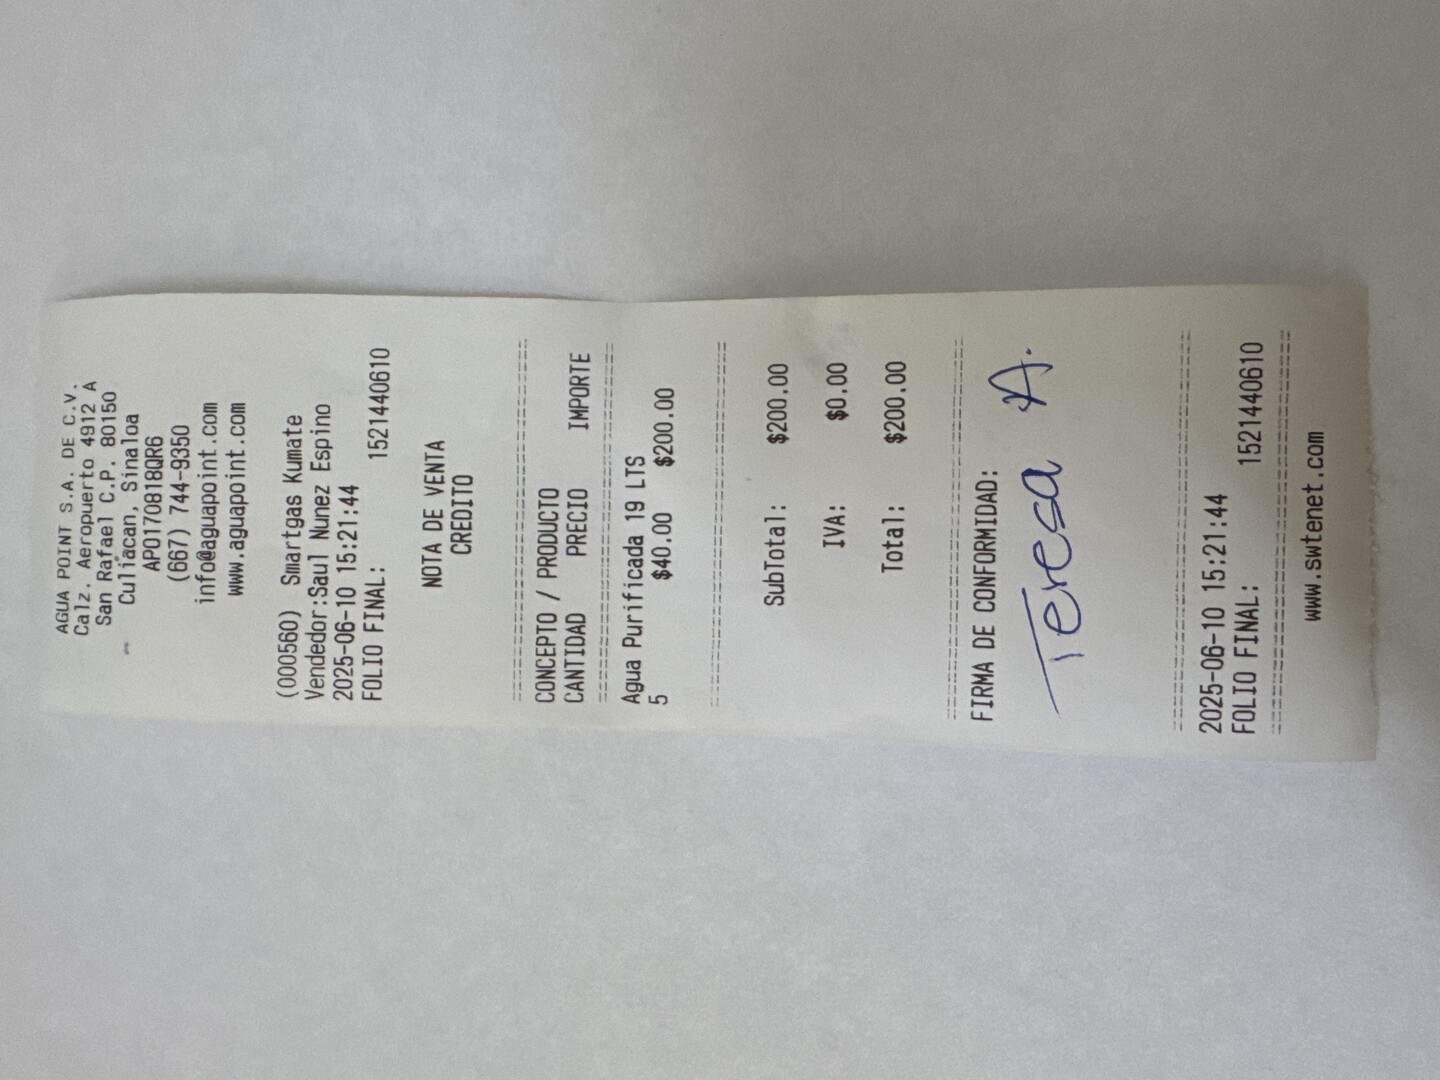 AGUA POINT S.A. DE C.V.
Calz. Aeropuerto 4912 A
San Rafael C.P. 80150
Culiacan, Sinaloa
APO170818QR6
(667) 744-9350
info@aguapoint.com
www.aguapoint.com
(000560) Smartgas Kumate
Vendedor:Saul Nunez Espino
2025-06-10 15:21:44
FOLIO FINAL: 1521440610
NOTA DE VENTA
CREDITO
CONCEPTO / PRODUCTO
CANTIDAD PRECIO IMPORTE
Agua Purificada 19 LTS
5 $40.00 $200.00
SubTotal: $200.00
IVA: $0.00
Total: $200.00
FIRMA DE CONFORMIDAD:
Teresa A.
2025-06-10 15:21:44
FOLIO FINAL: 1521440610
www.swtenet.com